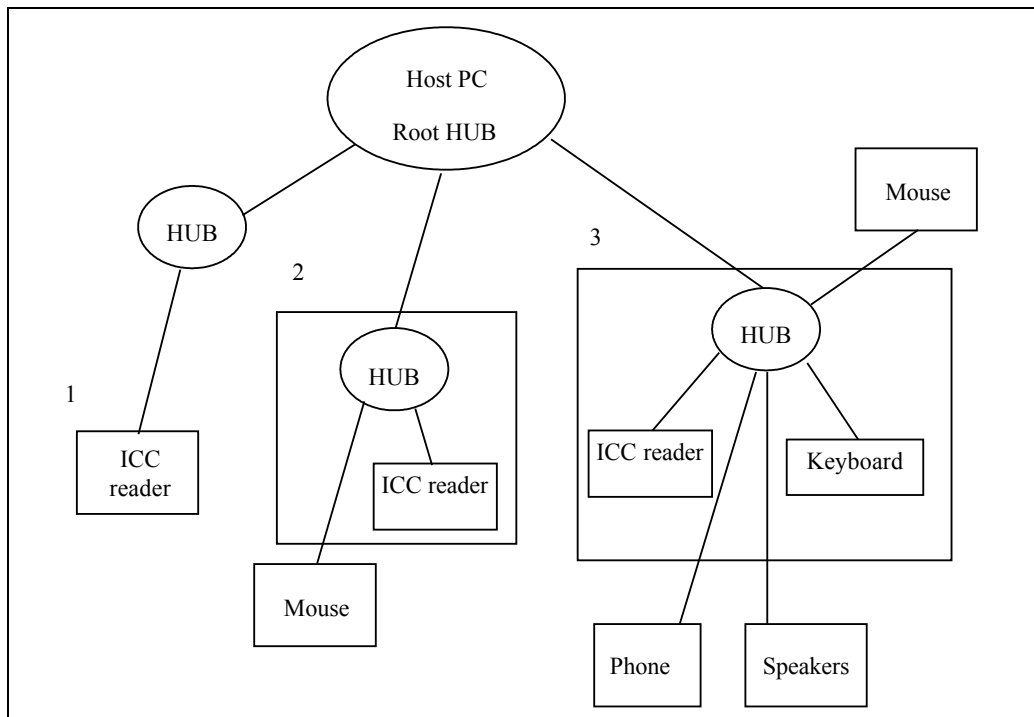 Host PC
Root HUB
Mouse
HUB
3
2
HUB
HUB
1
ICC reader
Keyboard
ICC
reader
ICC reader
Mouse
Phone
Speakers